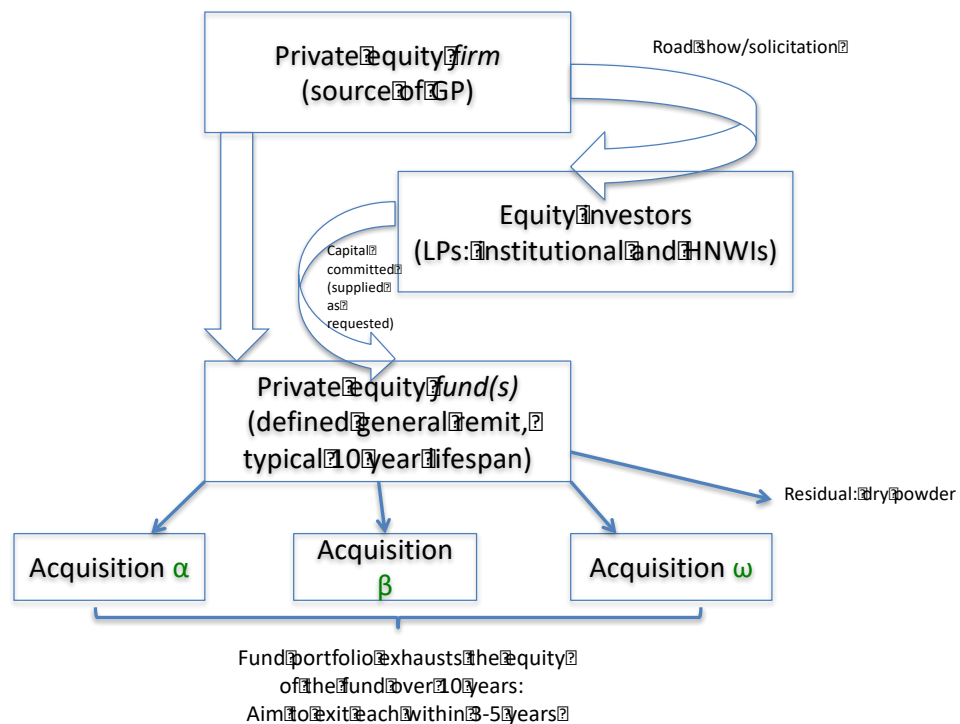 Private equity firm
(source of GP)
Road show/solicitation
Equity investors
(LPs: institutional and HNWIs)
Capital
committed
(supplied
as
requested)
Private equity fund(s)
(defined general remit,
typical 10 year lifespan)
Residual: dry powder
Acquisition α
Acquisition
β
Acquisition ω
Fund portfolio exhausts the equity
of the fund over 10 years:
Aim to exit each within 3-5 years